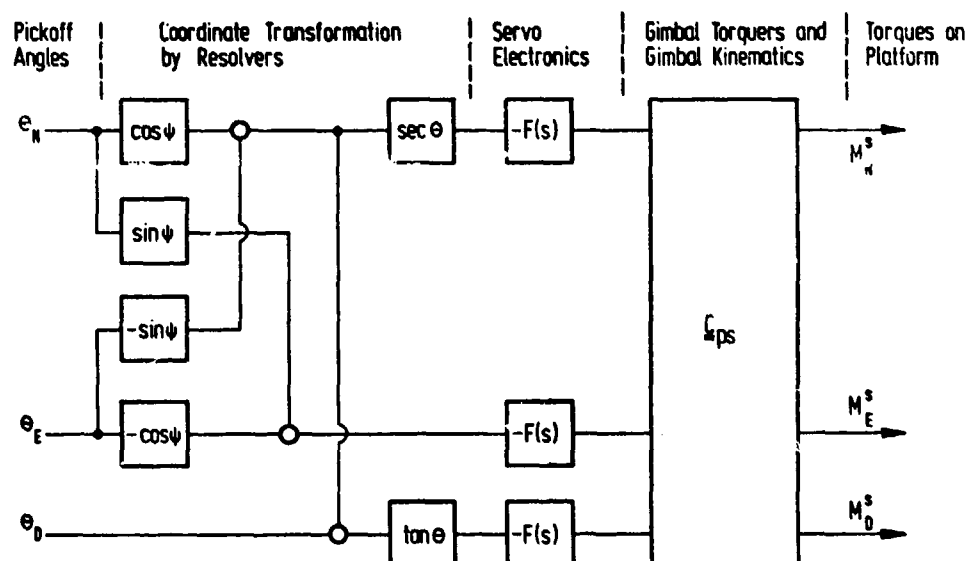 Pickoff Angles
Coordinate Transformation by Resolvers
Servo Electronics
Gimbal Torquers and Gimbal Kinematics
Torques on Platform
e_N
cosψ
secθ
-F(s)
M^s_N
sinψ
-sinψ
C_ps
θ_E
-cosψ
-F(s)
M^s_E
θ_D
tanθ
-F(s)
M^s_D